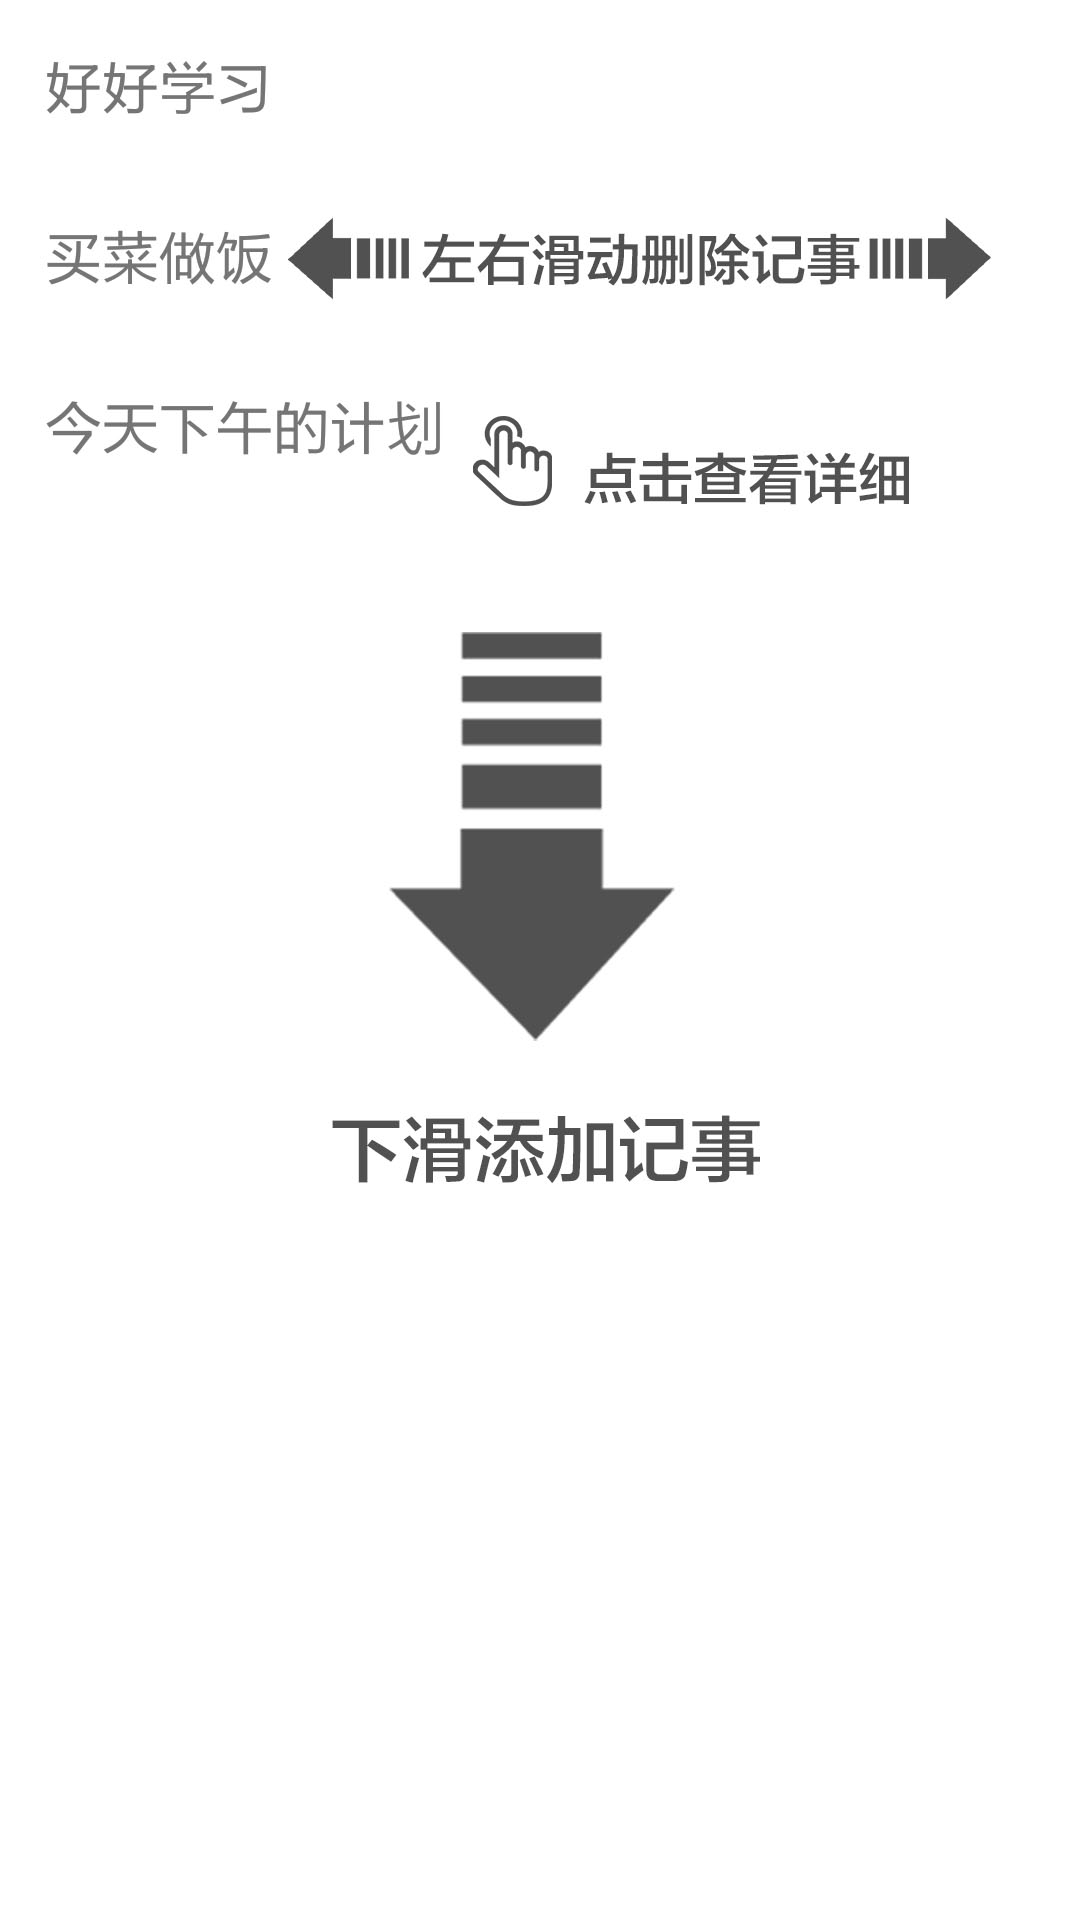 好好学习
买菜做饭 左右滑动删除记事
今天下午的计划
点击查看详细
下滑添加记事